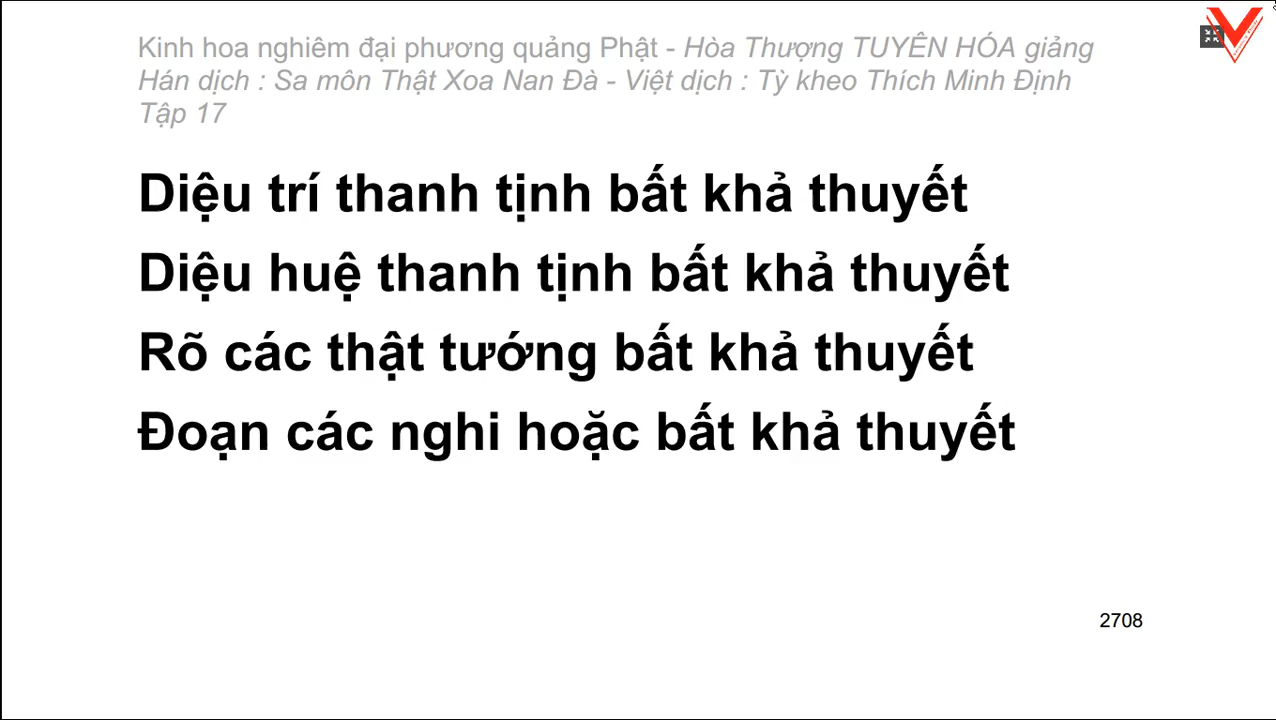 Kinh hoa nghiêm đại phương quảng Phật - Hòa Thượng TUYÊN HÓA giảng
Hán dịch : Sa môn Thật Xoa Nan Đà - Việt dịch : Tỳ kheo Thích Minh Định
Tập 17
Diệu trí thanh tịnh bất khả thuyết
Diệu huệ thanh tịnh bất khả thuyết
Rõ các thật tướng bất khả thuyết
Đoạn các nghi hoặc bất khả thuyết
2708